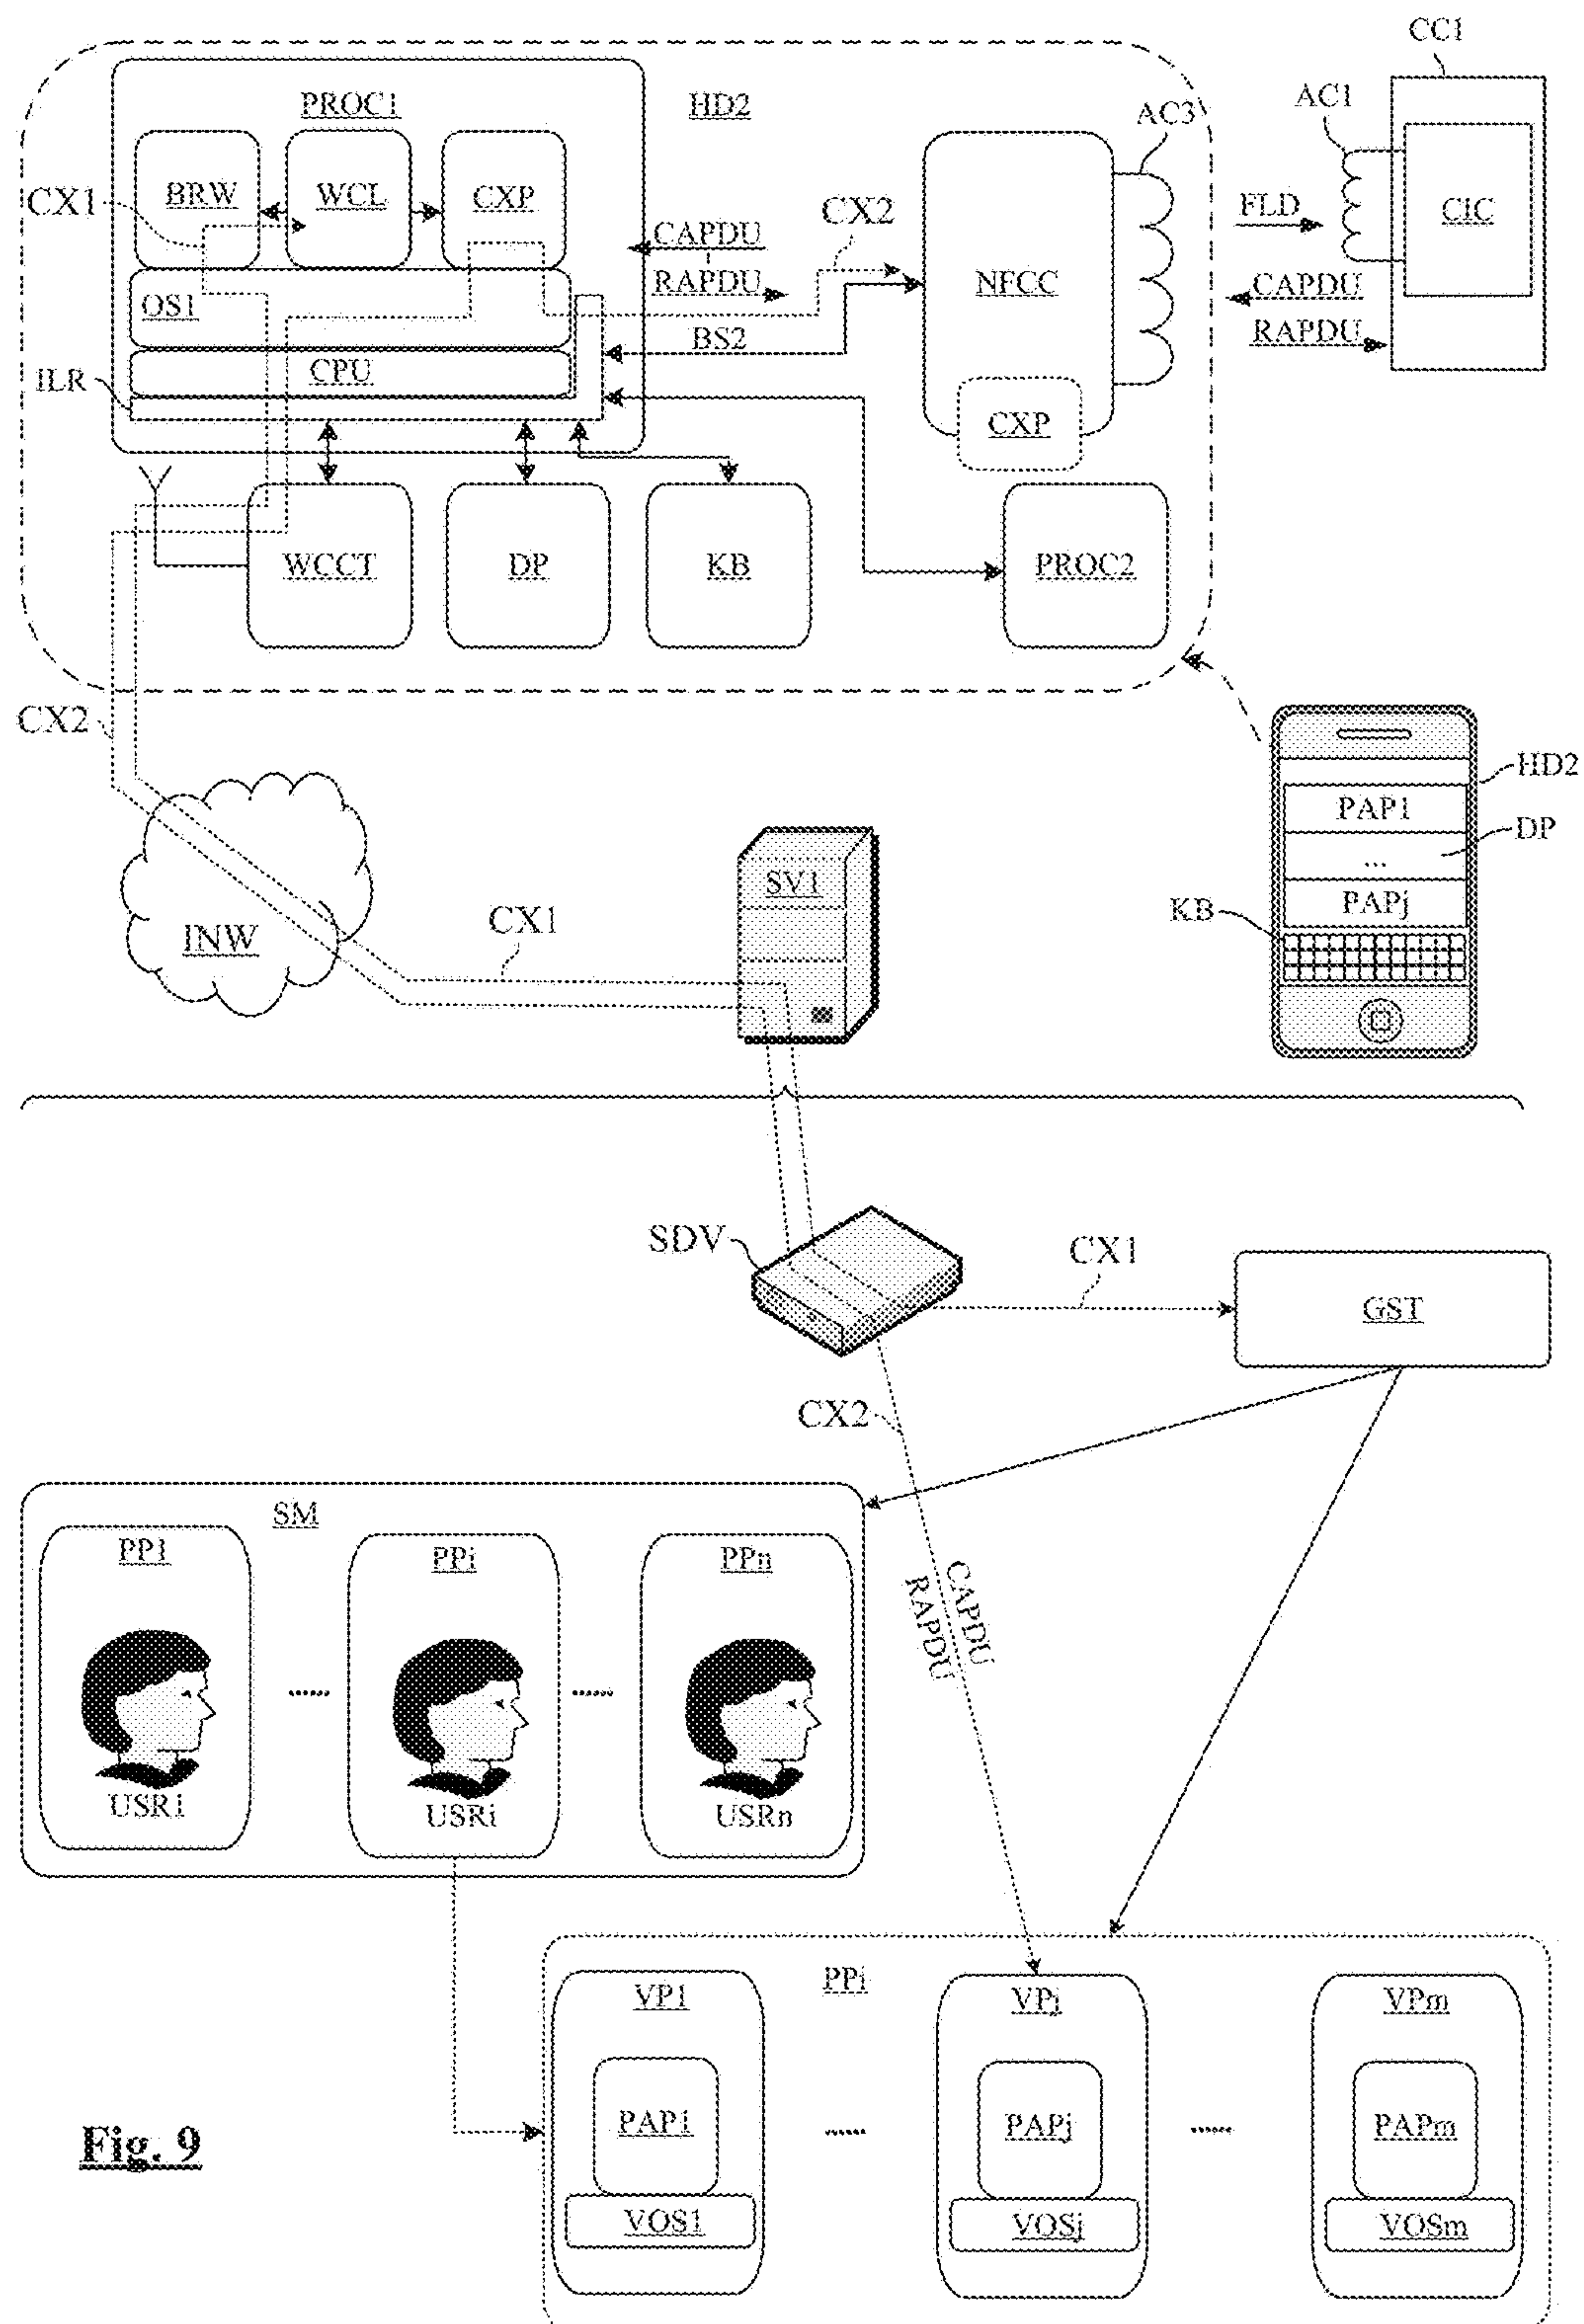 CC1
PROC1
HD2
AC3
AC1
BRW
WCL
CXP
CX1
CAPDU
RAPDU
CX2
NFCC
FLD
CIC
CAPDU
RAPDU
OS1
BS2
CPU
ILR
CXP
WCCT
DP
KB
PROC2
CX2
HD2
PAP1
DP
...
PAPj
KB
SV1
INW
CX1
SDV
CX1
GST
CX2
SM
PP1
PPi
PPn
CAPDU
RAPDU
USR1
USRi
USRn
PPi
VP1
VPj
VPm
PAP1
PAPj
PAPm
VOS1
VOSj
VOSm
Fig. 9